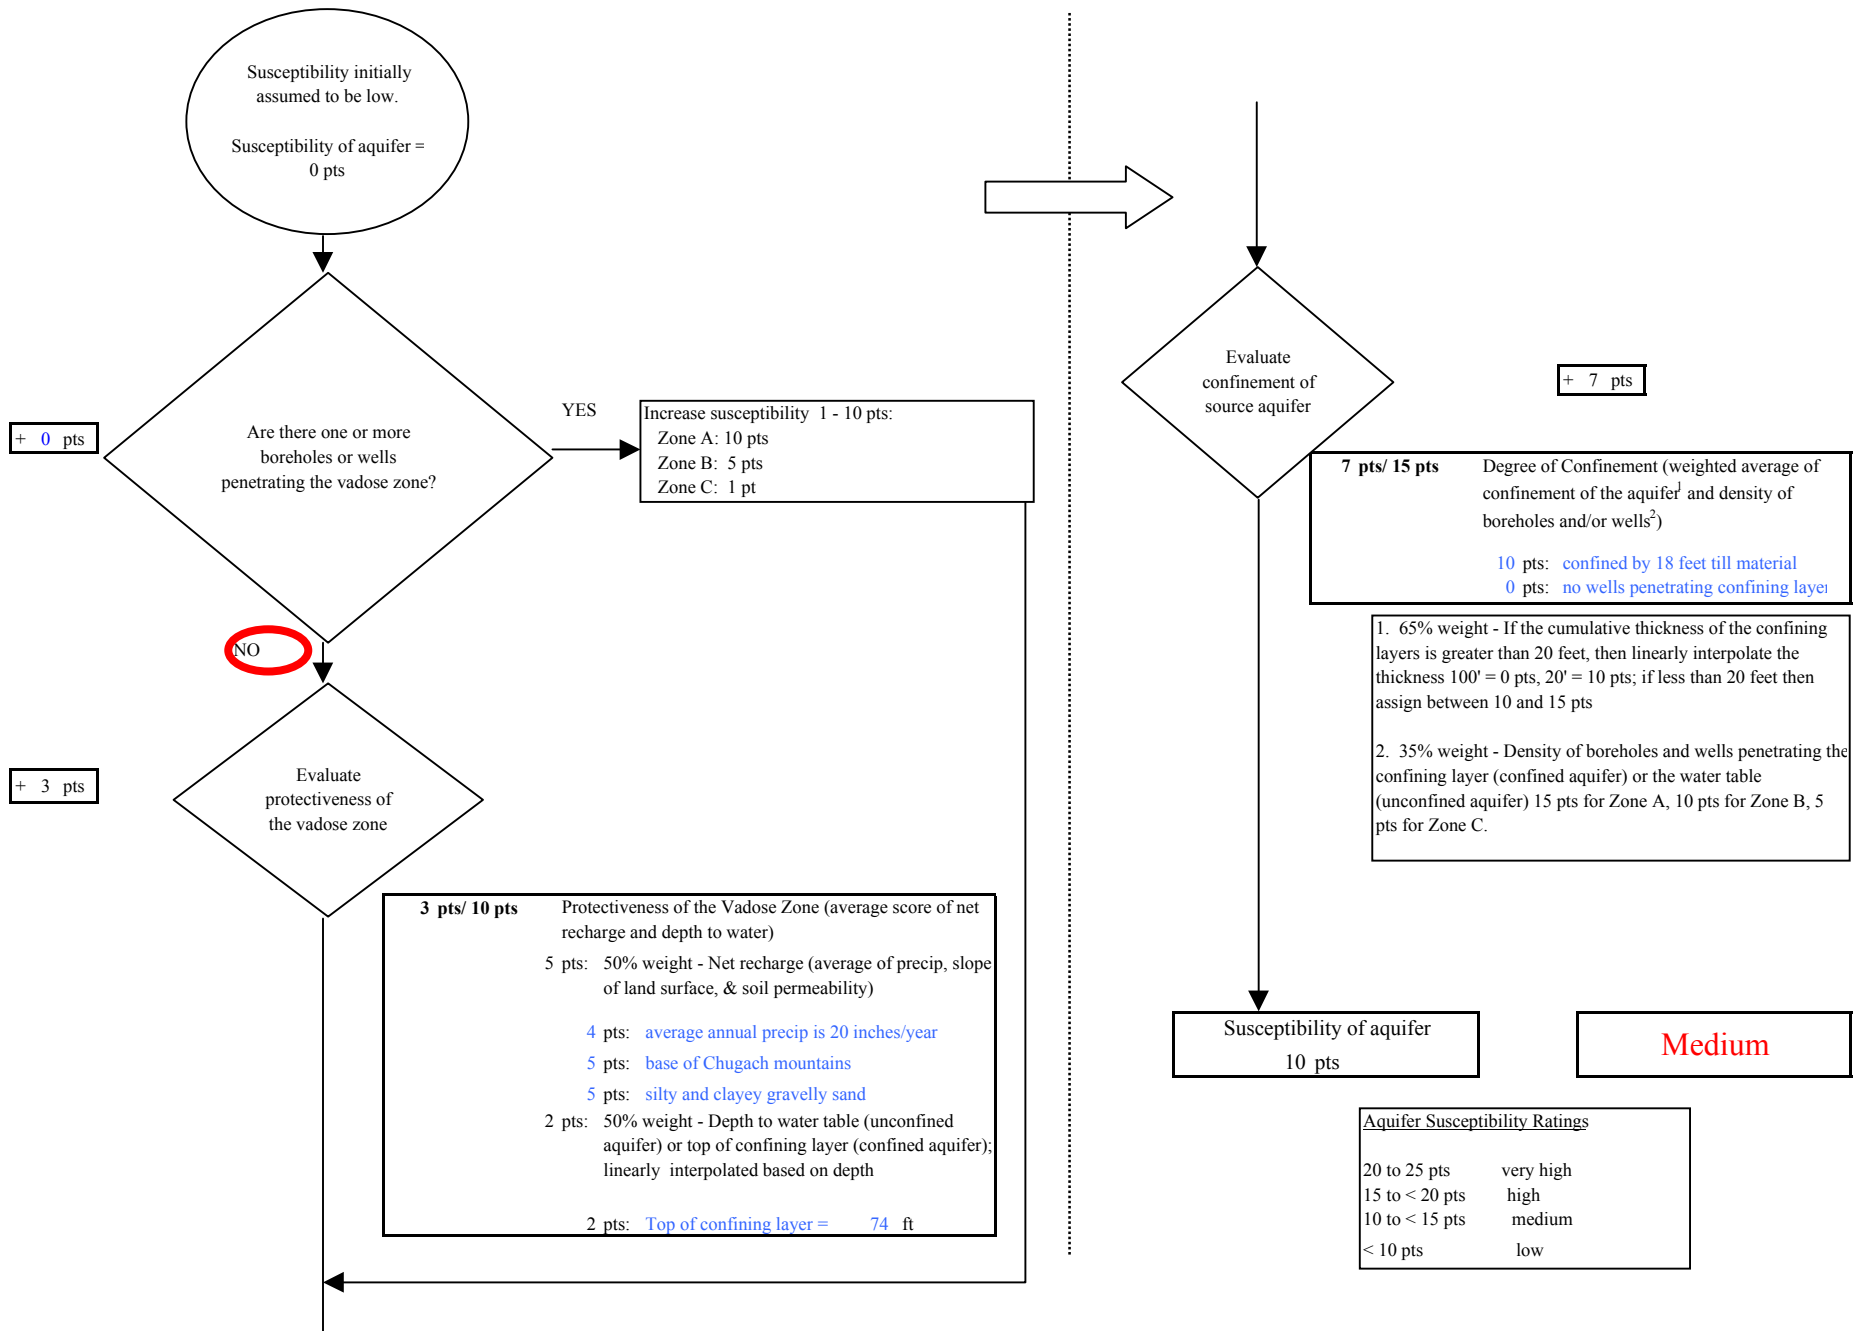 Susceptibility initially
assumed to be low.
Susceptibility of aquifer =
0 pts
+ 0 pts
Are there one or more
boreholes or wells
penetrating the vadose zone?
YES
Increase susceptibility 1 - 10 pts:
Zone A: 10 pts
Zone B: 5 pts
Zone C: 1 pt
NO
+ 3 pts
Evaluate
protectiveness of
the vadose zone
3 pts/ 10 pts Protectiveness of the Vadose Zone (average score of net
recharge and depth to water)
5 pts: 50% weight - Net recharge (average of precip, slope
of land surface, & soil permeability)
4 pts: average annual precip is 20 inches/year
5 pts: base of Chugach mountains
5 pts: silty and clayey gravelly sand
2 pts: 50% weight - Depth to water table (unconfined
aquifer) or top of confining layer (confined aquifer);
linearly interpolated based on depth
2 pts: Top of confining layer = 74 ft
Evaluate
confinement of
source aquifer
+ 7 pts
7 pts/ 15 pts Degree of Confinement (weighted average of
confinement of the aquifer1 and density of
boreholes and/or wells2)
10 pts: confined by 18 feet till material
0 pts: no wells penetrating confining layer
1. 65% weight - If the cumulative thickness of the confining
layers is greater than 20 feet, then linearly interpolate the
thickness 100' = 0 pts, 20' = 10 pts; if less than 20 feet then
assign between 10 and 15 pts
2. 35% weight - Density of boreholes and wells penetrating the
confining layer (confined aquifer) or the water table
(unconfined aquifer) 15 pts for Zone A, 10 pts for Zone B, 5
pts for Zone C.
Susceptibility of aquifer
10 pts
Medium
Aquifer Susceptibility Ratings
20 to 25 pts very high
15 to < 20 pts high
10 to < 15 pts medium
< 10 pts low